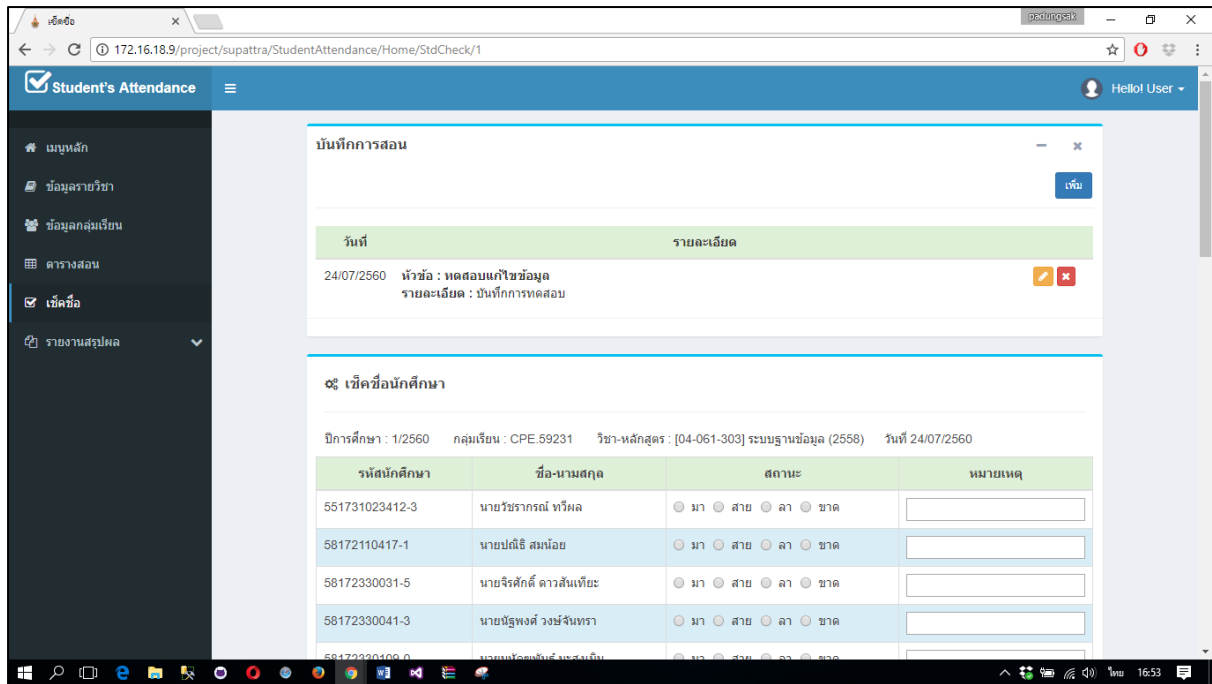 เช็คชื่อ
padungsak
172.16.18.9/project/supattra/StudentAttendance/Home/StdCheck/1
Student's Attendance
Hello! User
เมนูหลัก
ข้อมูลรายวิชา
ข้อมูลกลุ่มเรียน
ตารางสอน
เช็คชื่อ
รายงานสรุปผล
บันทึกการสอน
เพิ่ม
วันที่ รายละเอียด
24/07/2560 หัวข้อ : ทดสอบแก้ไขข้อมูล
รายละเอียด : บันทึกการทดสอบ
เช็คชื่อนักศึกษา
ปีการศึกษา : 1/2560 กลุ่มเรียน : CPE.59231 วิชา-หลักสูตร : [04-061-303] ระบบฐานข้อมูล (2558) วันที่ 24/07/2560
รหัสนักศึกษา ชื่อ-นามสกุล สถานะ หมายเหตุ
551731023412-3 นายวัชรากรณ์ ทวีผล มา สาย ลา ขาด
58172110417-1 นายปณิธิ สมน้อย มา สาย ลา ขาด
58172330031-5 นายจิรศักดิ์ ดาวสันเทียะ มา สาย ลา ขาด
58172330041-3 นายนัฐพงศ์ วงษ์จันทรา มา สาย ลา ขาด
58172330109-0 มา สาย ลา ขาด
ไทย 16:53